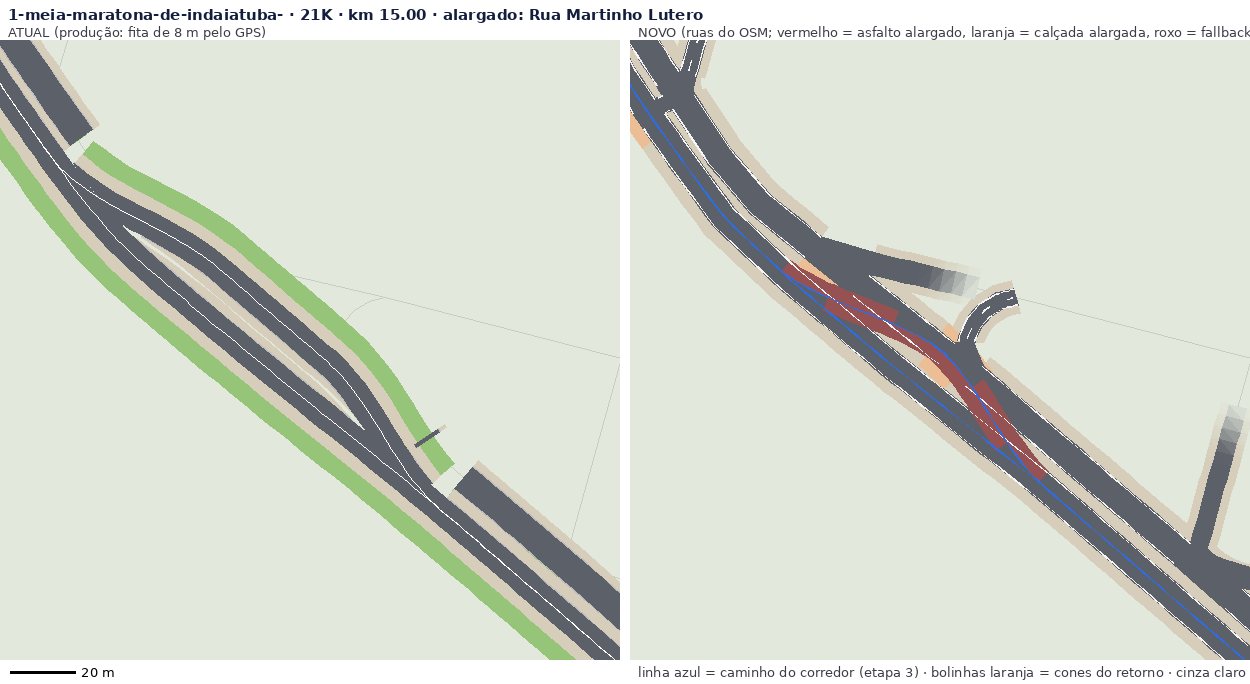 1-meia-maratona-de-indaiatuba- · 21K · km 15.00 · alargado: Rua Martinho Lutero
ATUAL (produção: fita de 8 m pelo GPS)
NOVO (ruas do OSM; vermelho = asfalto alargado, laranja = calçada alargada, roxo = fallback
20 m
linha azul = caminho do corredor (etapa 3) · bolinhas laranja = cones do retorno · cinza claro